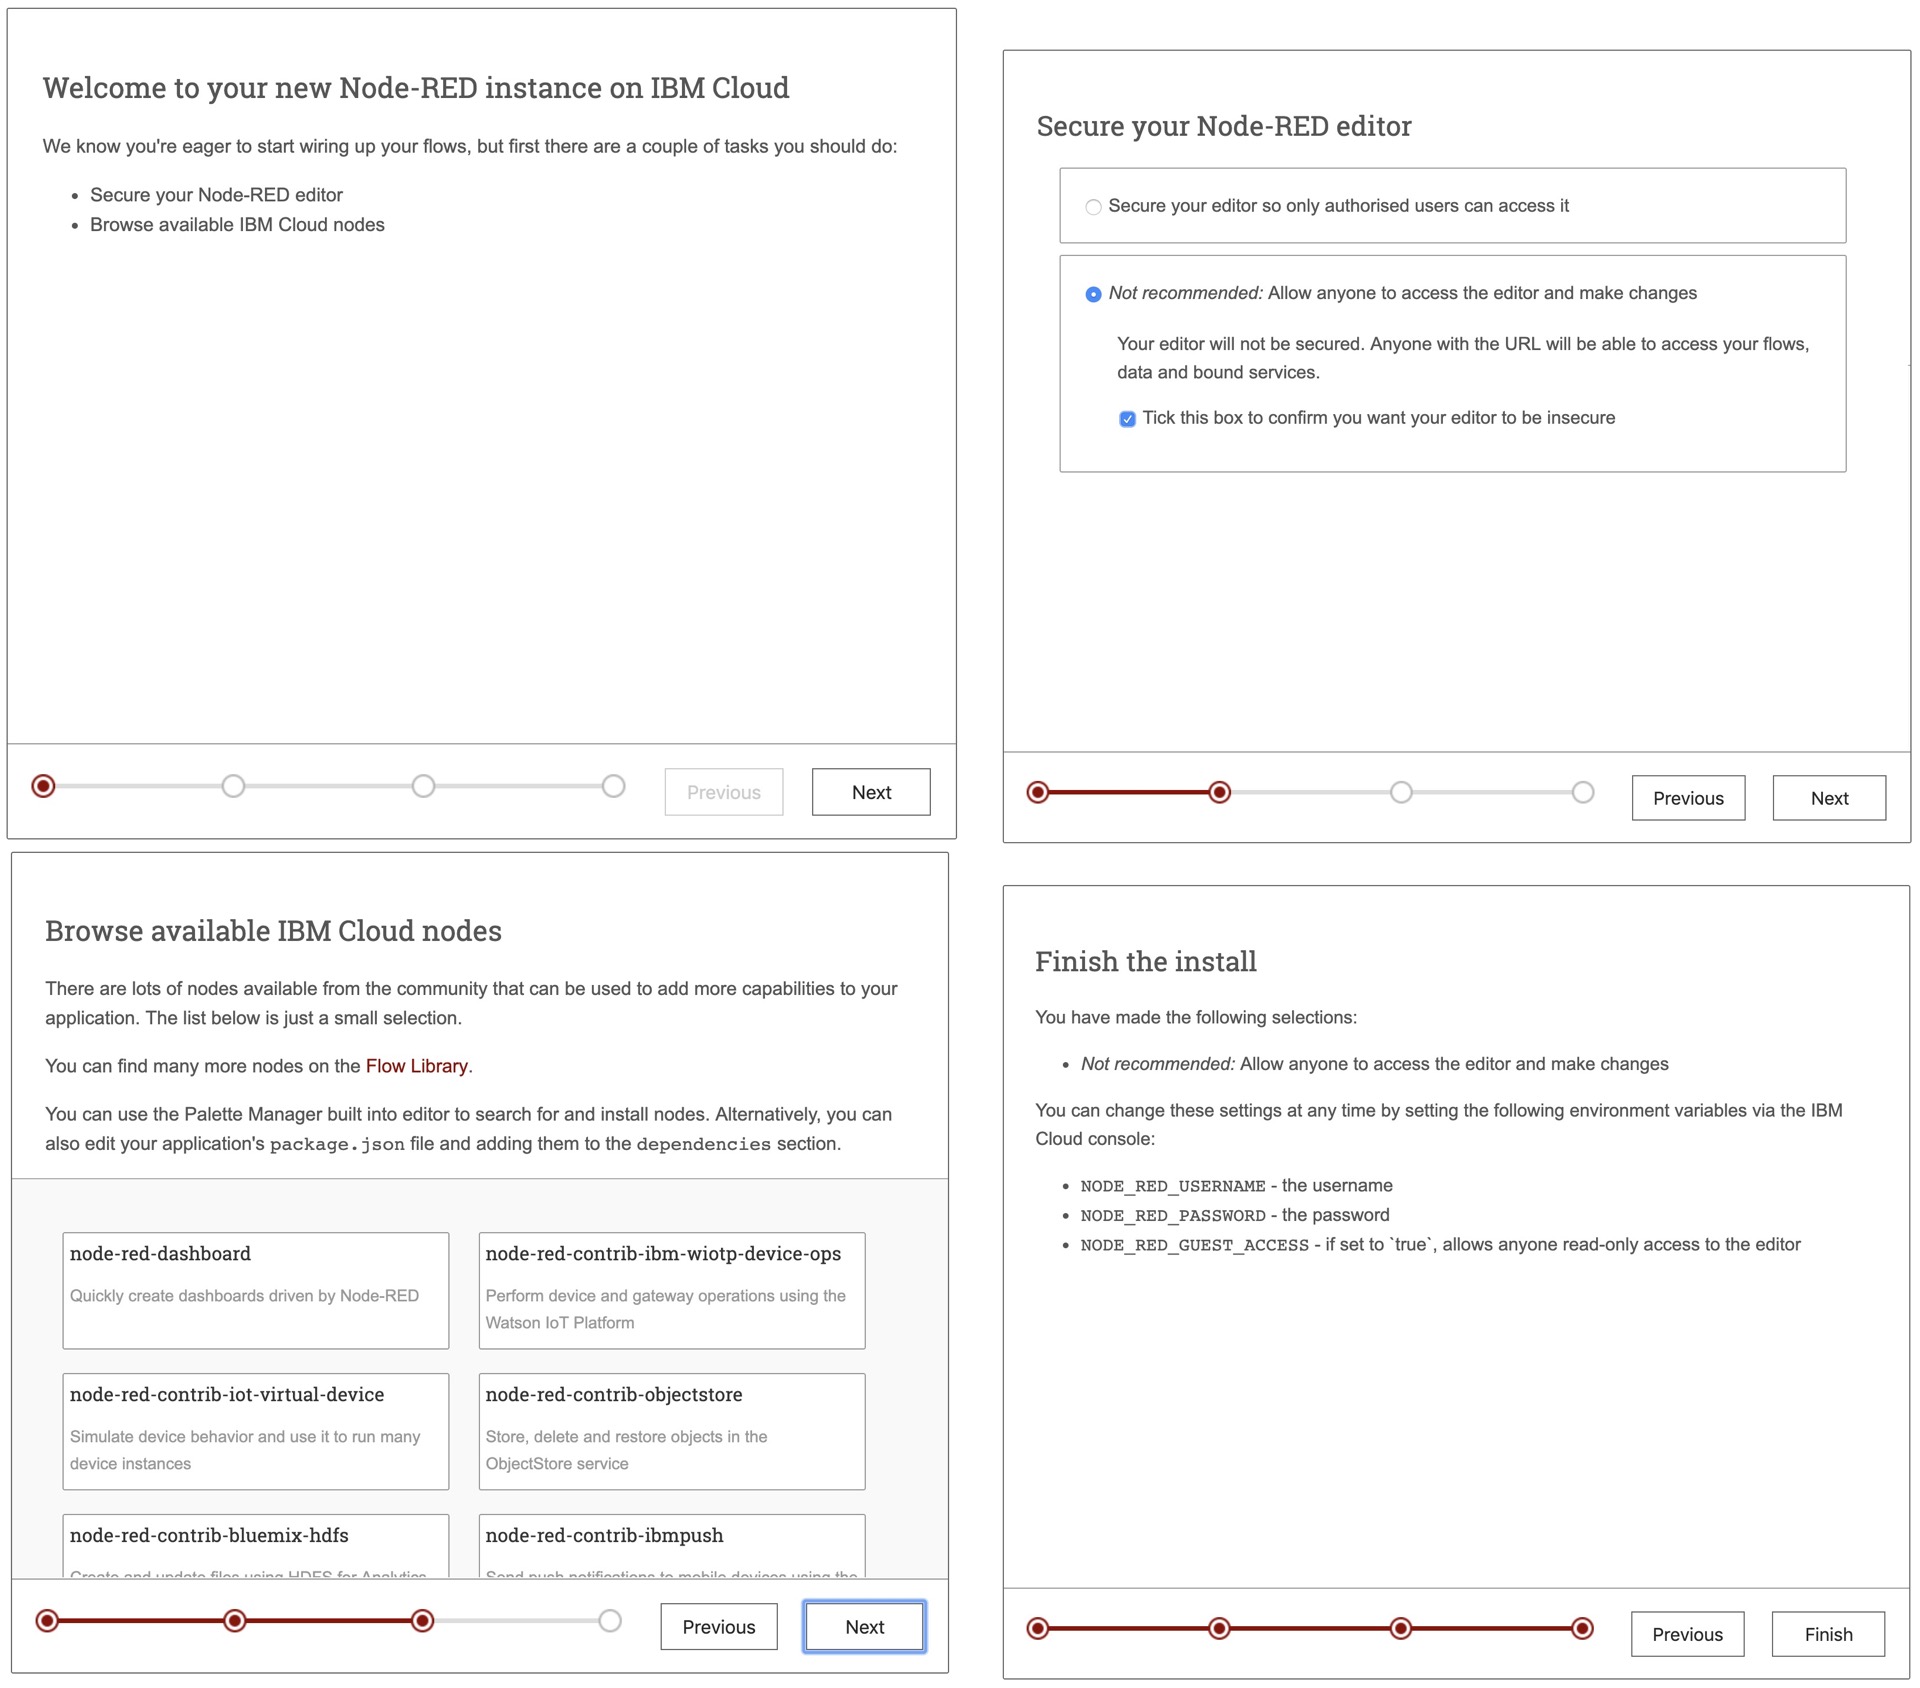 Welcome to your new Node-RED instance on IBM Cloud
We know you're eager to start wiring up your flows, but first there are a couple of tasks you should do:
• Secure your Node-RED editor
• Browse available IBM Cloud nodes
Previous
Next
Secure your Node-RED editor
Secure your editor so only authorised users can access it
Not recommended: Allow anyone to access the editor and make changes
Your editor will not be secured. Anyone with the URL will be able to access your flows,
data and bound services.
Tick this box to confirm you want your editor to be insecure
Previous
Next
Browse available IBM Cloud nodes
There are lots of nodes available from the community that can be used to add more capabilities to your
application. The list below is just a small selection.
You can find many more nodes on the Flow Library.
You can use the Palette Manager built into editor to search for and install nodes. Alternatively, you can
also edit your application's package.json file and adding them to the dependencies section.
node-red-dashboard
Quickly create dashboards driven by Node-RED
node-red-contrib-ibm-wiotp-device-ops
Perform device and gateway operations using the
Watson IoT Platform
node-red-contrib-iot-virtual-device
Simulate device behavior and use it to run many
device instances
node-red-contrib-objectstore
Store, delete and restore objects in the
ObjectStore service
node-red-contrib-bluemix-hdfs
Create and update files using HDFS for Analytics
node-red-contrib-ibmpush
Send push notifications to mobile devices using the
Previous
Next
Finish the install
You have made the following selections:
• Not recommended: Allow anyone to access the editor and make changes
You can change these settings at any time by setting the following environment variables via the IBM
Cloud console:
• NODE_RED_USERNAME - the username
• NODE_RED_PASSWORD - the password
• NODE_RED_GUEST_ACCESS - if set to `true`, allows anyone read-only access to the editor
Previous
Finish